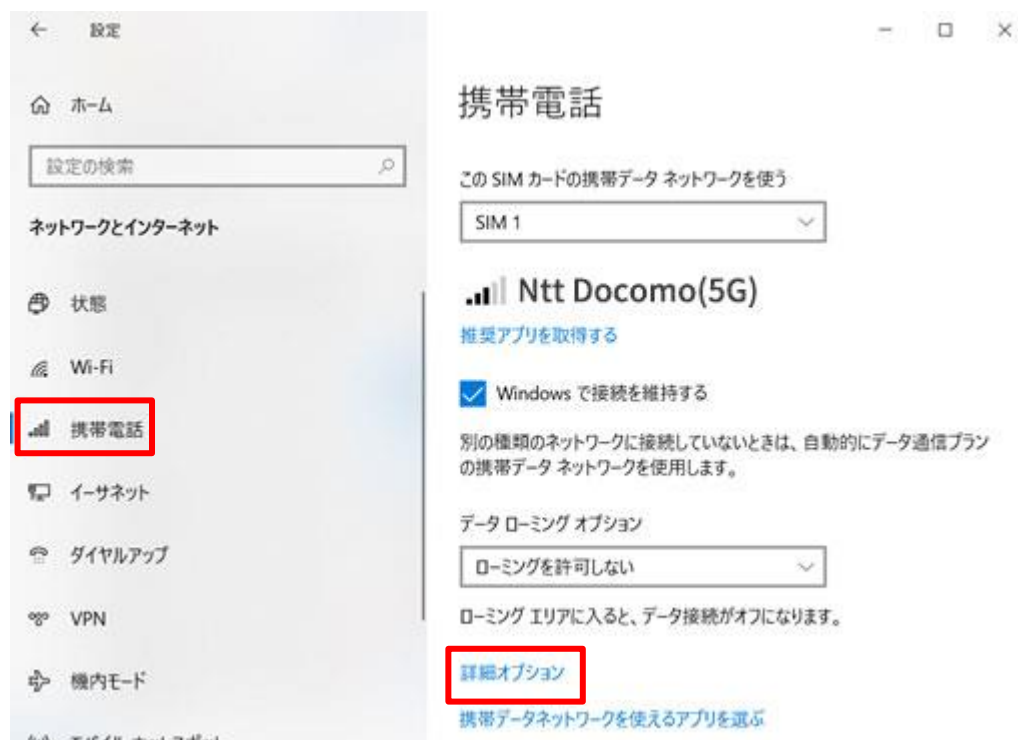 設定
ホーム
設定の検索
ネットワークとインターネット
状態
Wi-Fi
携帯電話
イーサネット
ダイヤルアップ
VPN
機内モード
モバイル ホットスポット
携帯電話
この SIM カードの携帯データ ネットワークを使う
SIM 1
Ntt Docomo(5G)
推奨アプリを取得する
Windows で接続を維持する
別の種類のネットワークに接続していないときは、自動的にデータ通信プラン
の携帯データ ネットワークを使用します。
データ ローミング オプション
ローミングを許可しない
ローミング エリアに入ると、データ接続がオフになります。
詳細オプション
携帯データネットワークを使えるアプリを選ぶ